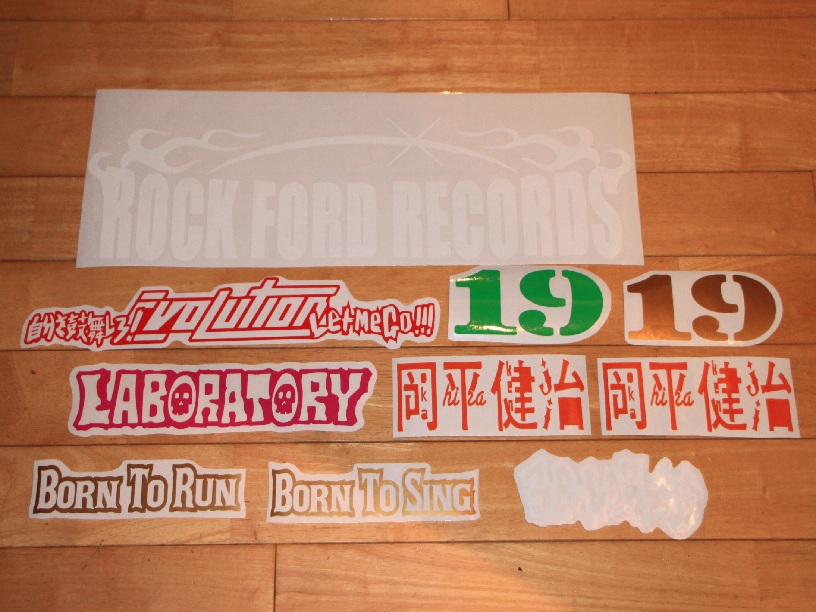 ROCK FORD RECORDS
自分を鼓舞しろ! Evolution Let Me Go!!!
19
19
LABORATORY
岡平健治
岡平健治
BORN TO RUN
BORN TO SING